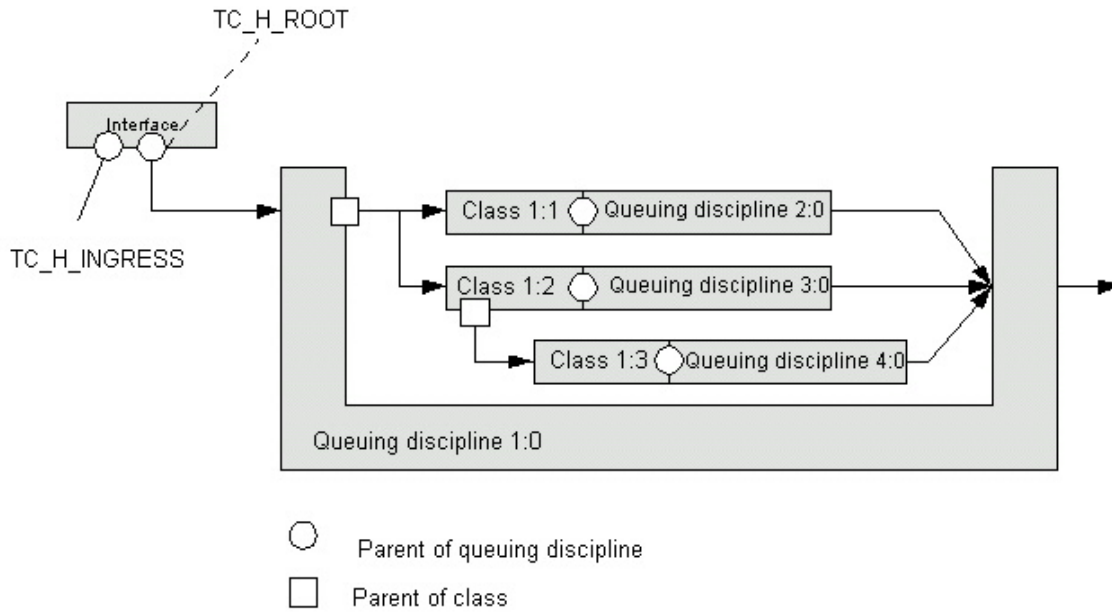 TC_H_ROOT
Interface
TC_H_INGRESS
Class 1:1 Queuing discipline 2:0
Class 1:2 Queuing discipline 3:0
Class 1:3 Queuing discipline 4:0
Queuing discipline 1:0
Parent of queuing discipline
Parent of class